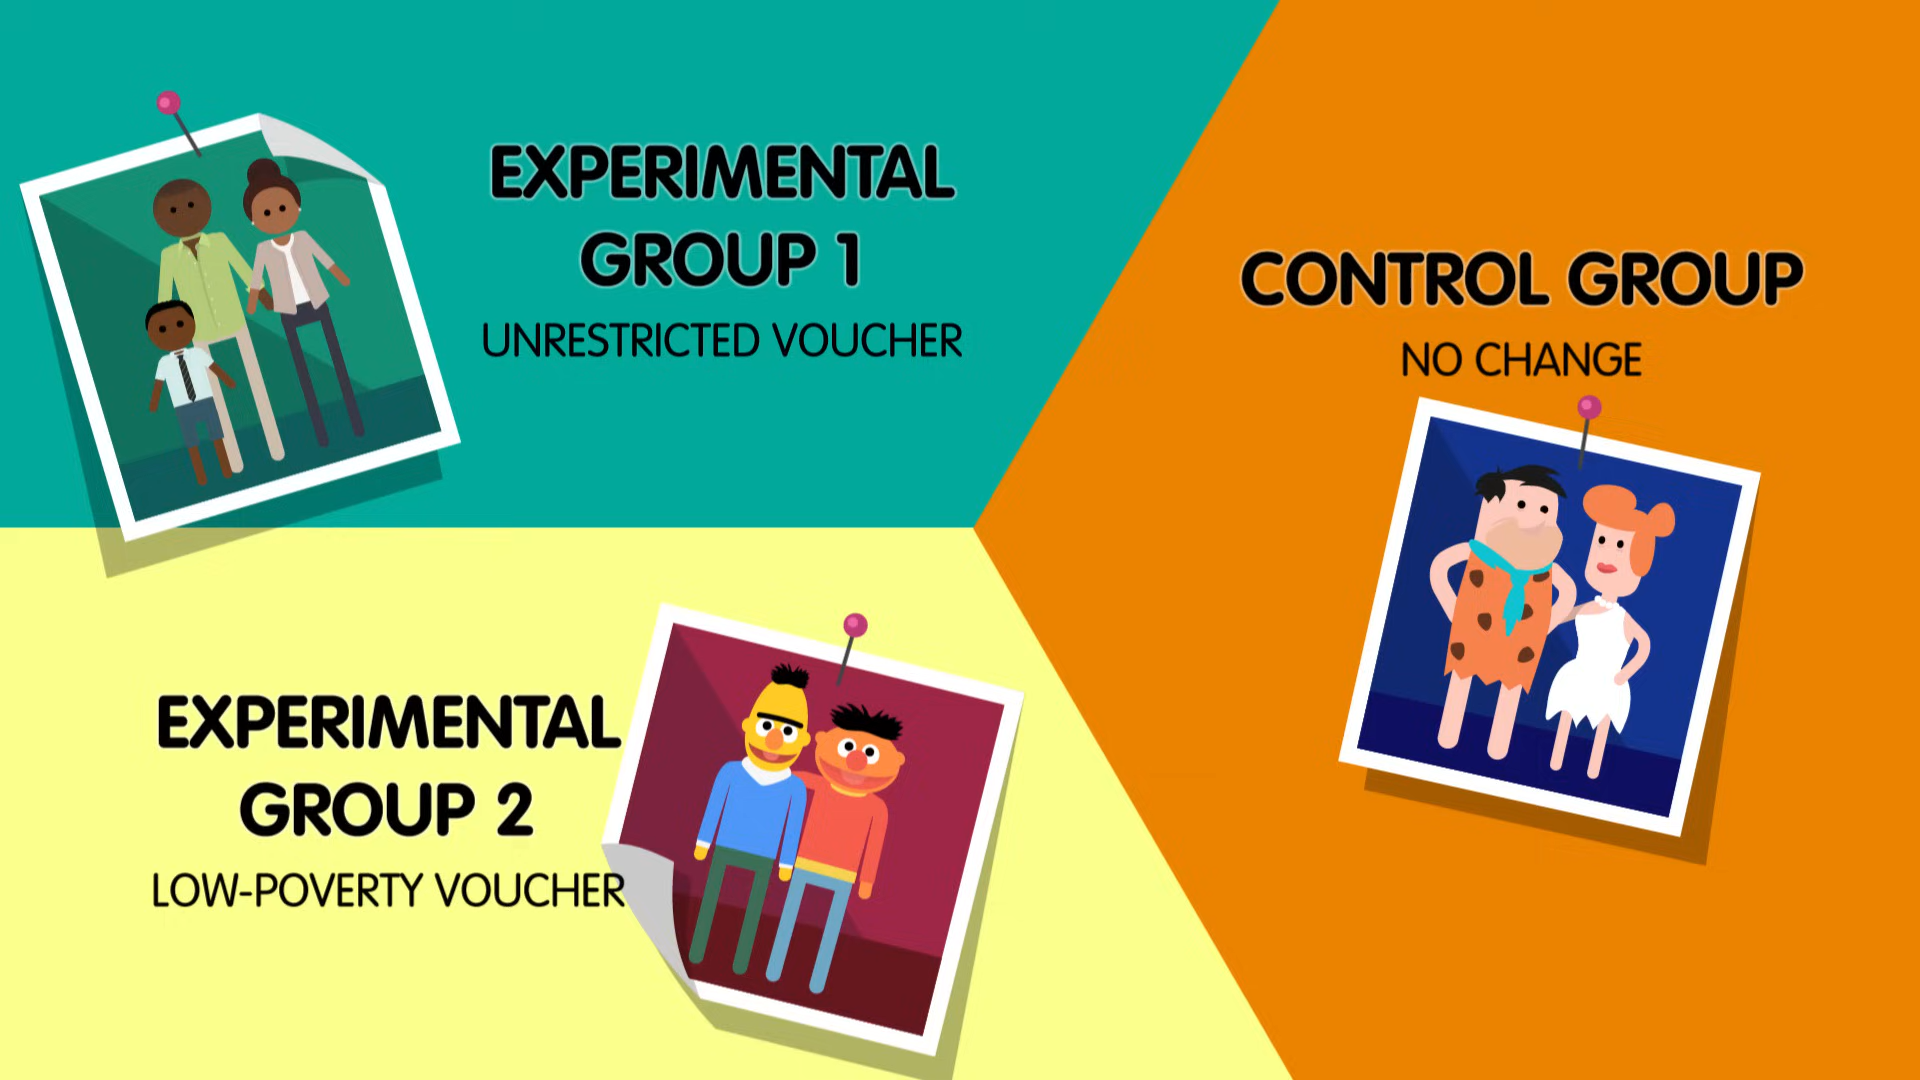 EXPERIMENTAL
GROUP 1
UNRESTRICTED VOUCHER
CONTROL GROUP
NO CHANGE
EXPERIMENTAL
GROUP 2
LOW-POVERTY VOUCHER